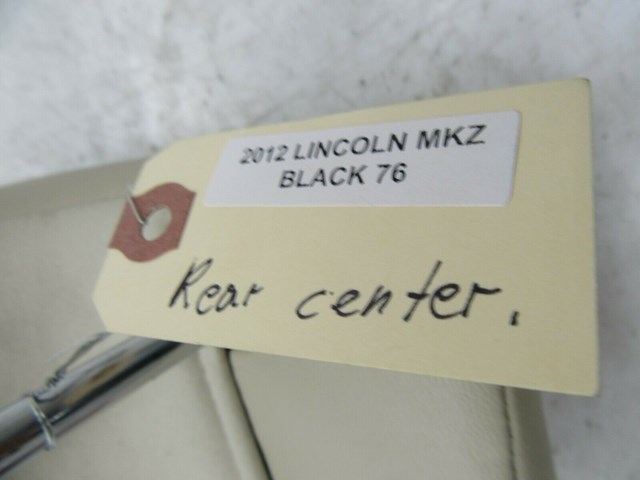 2012 LINCOLN MKZ
BLACK 76
Rear center.